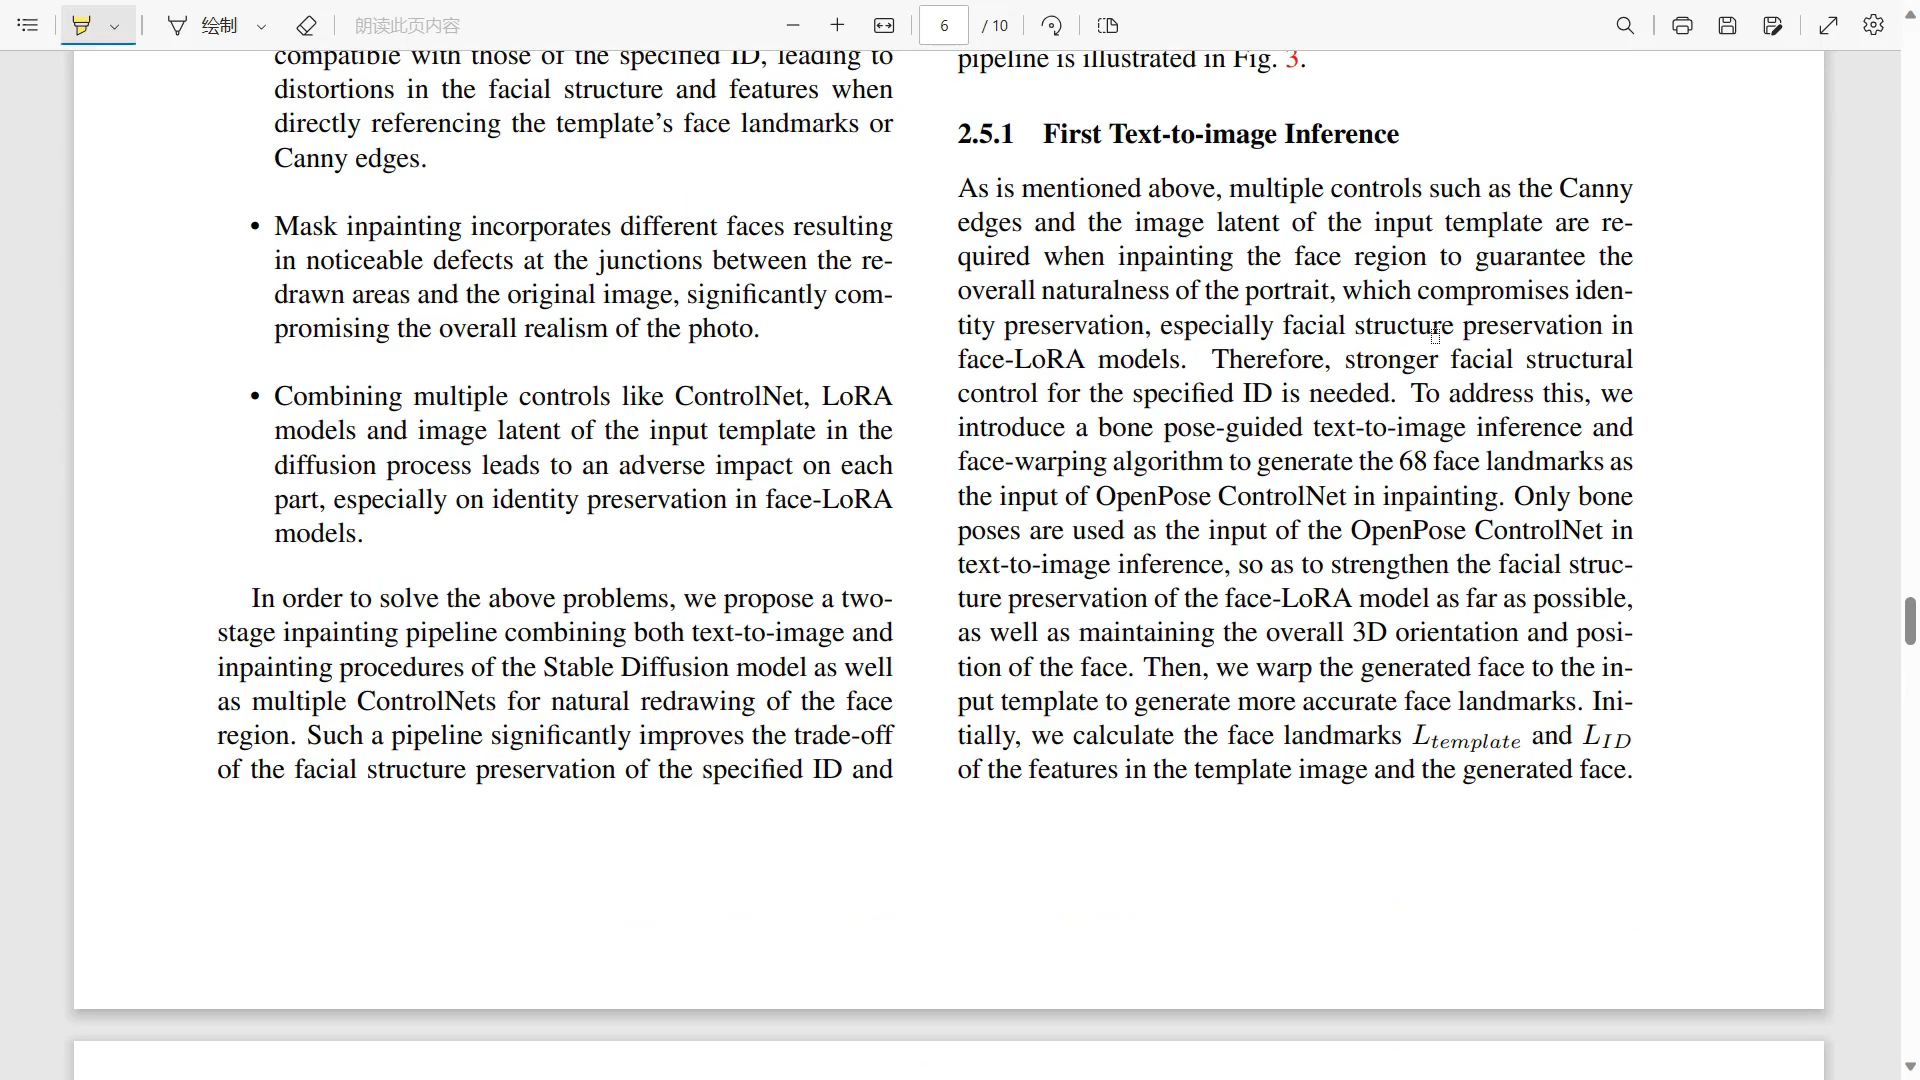 绘制
朗读此页内容
6
/ 10
compatible with those of the specified ID, leading to
distortions in the facial structure and features when
directly referencing the template’s face landmarks or
Canny edges.
• Mask inpainting incorporates different faces resulting
in noticeable defects at the junctions between the re-
drawn areas and the original image, significantly com-
promising the overall realism of the photo.
• Combining multiple controls like ControlNet, LoRA
models and image latent of the input template in the
diffusion process leads to an adverse impact on each
part, especially on identity preservation in face-LoRA
models.
In order to solve the above problems, we propose a two-
stage inpainting pipeline combining both text-to-image and
inpainting procedures of the Stable Diffusion model as well
as multiple ControlNets for natural redrawing of the face
region. Such a pipeline significantly improves the trade-off
of the facial structure preservation of the specified ID and
pipeline is illustrated in Fig. 3.
2.5.1 First Text-to-image Inference
As is mentioned above, multiple controls such as the Canny
edges and the image latent of the input template are re-
quired when inpainting the face region to guarantee the
overall naturalness of the portrait, which compromises iden-
tity preservation, especially facial structure preservation in
face-LoRA models. Therefore, stronger facial structural
control for the specified ID is needed. To address this, we
introduce a bone pose-guided text-to-image inference and
face-warping algorithm to generate the 68 face landmarks as
the input of OpenPose ControlNet in inpainting. Only bone
poses are used as the input of the OpenPose ControlNet in
text-to-image inference, so as to strengthen the facial struc-
ture preservation of the face-LoRA model as far as possible,
as well as maintaining the overall 3D orientation and posi-
tion of the face. Then, we warp the generated face to the in-
put template to generate more accurate face landmarks. Ini-
tially, we calculate the face landmarks L_template and L_ID
of the features in the template image and the generated face.